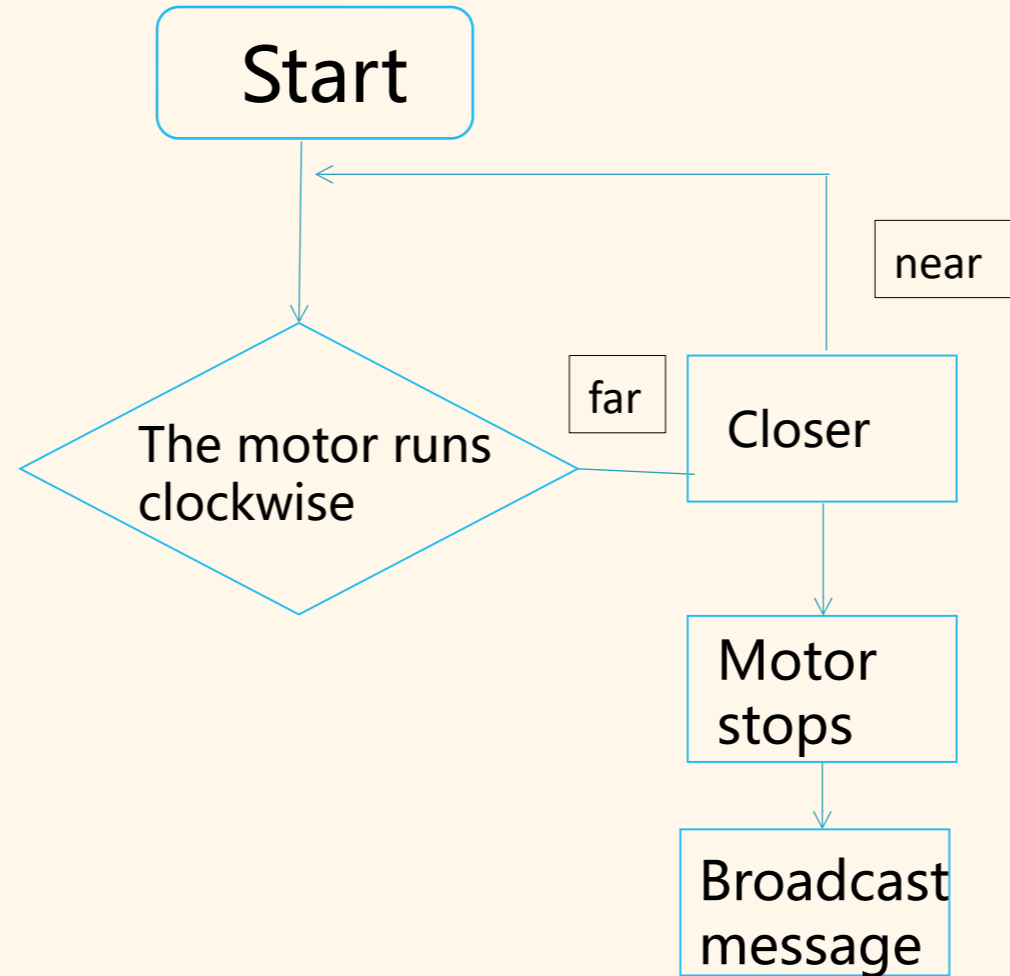 Start
near
far
Closer
The motor runs
clockwise
Motor
stops
Broadcast
message